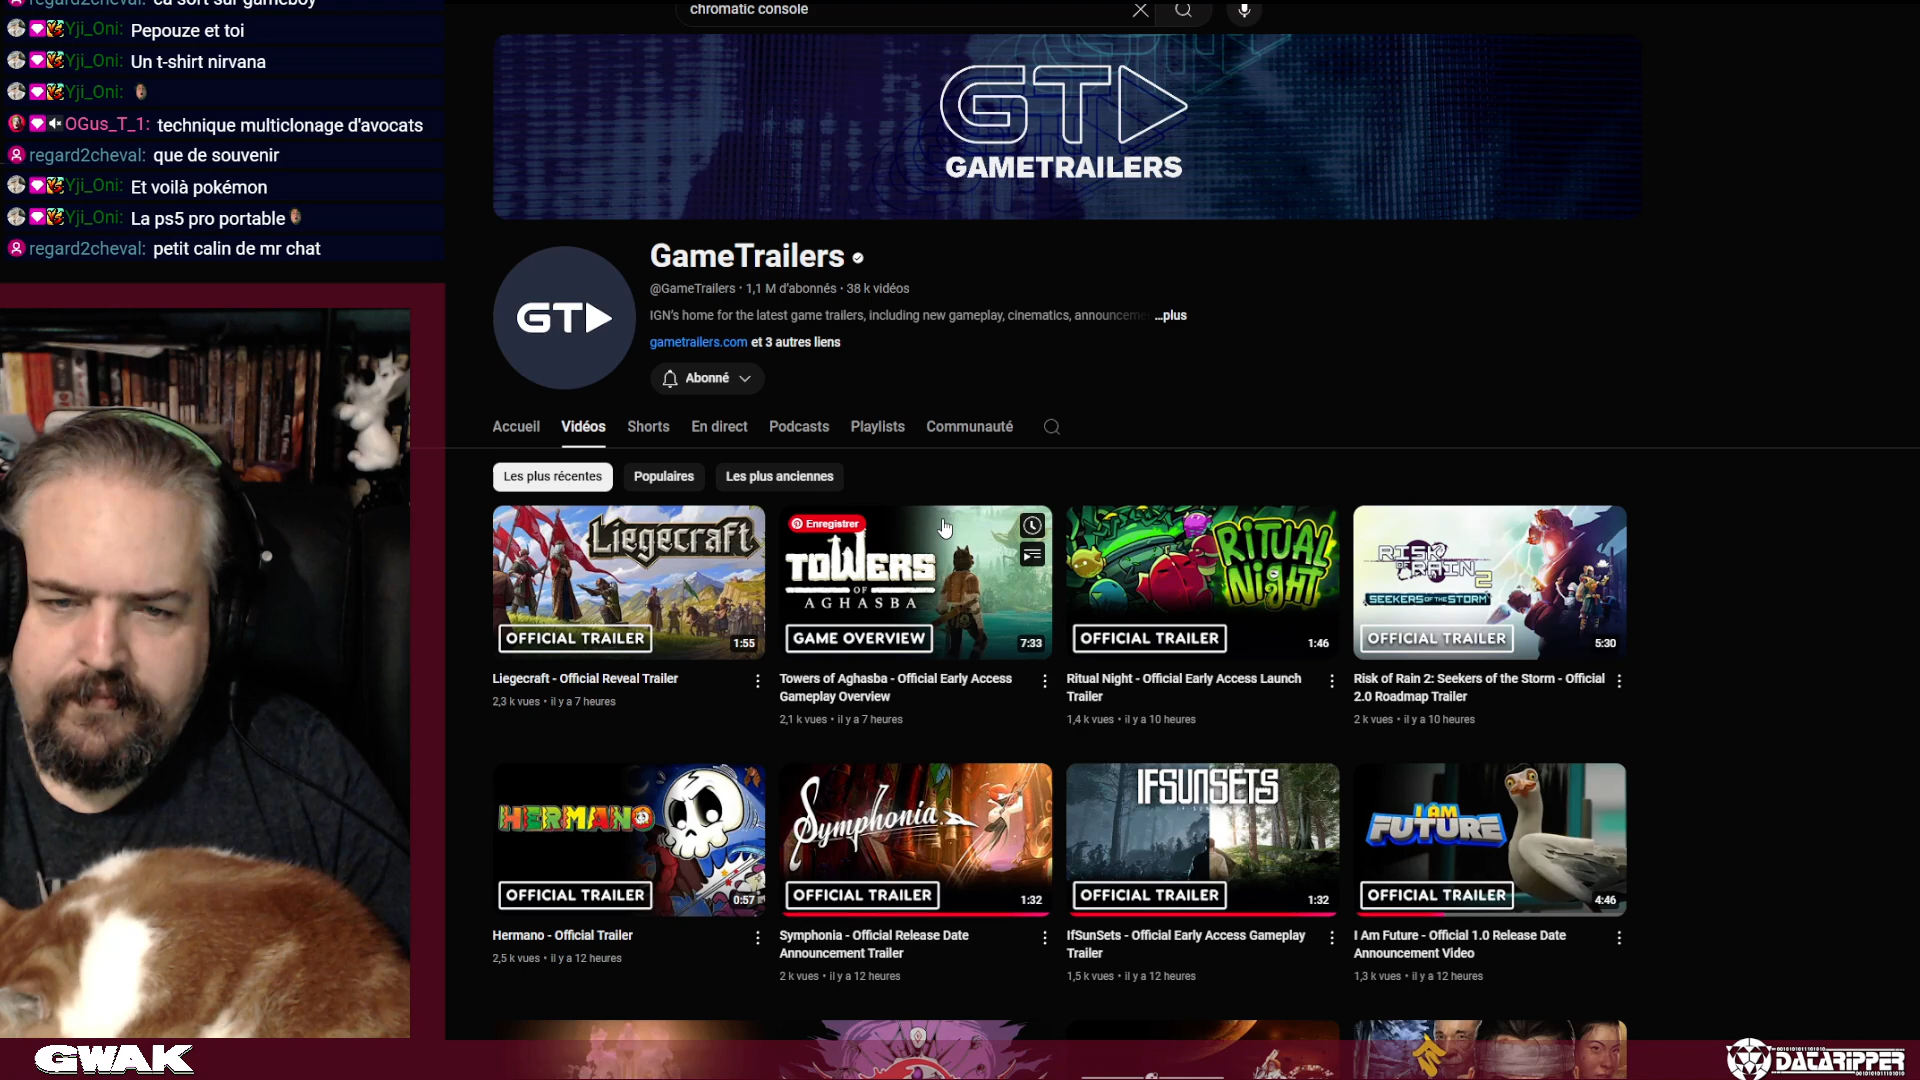 regard2cheval: ca sort sur gameboy
Yji_Oni: Pepouze et toi
Yji_Oni: Un t-shirt nirvana
Yji_Oni:
OGus_T_1: technique multiclonage d'avocats
regard2cheval: que de souvenir
Yji_Oni: Et voilà pokémon
Yji_Oni: La ps5 pro portable
regard2cheval: petit calin de mr chat
GWAK
chromatic console
GT
GAMETRAILERS
GT
GameTrailers
@GameTrailers • 1,1 M d'abonnés • 38 k vidéos
IGN's home for the latest game trailers, including new gameplay, cinematics, announceme ...plus
gametrailers.com et 3 autres liens
Abonné
Accueil Vidéos Shorts En direct Podcasts Playlists Communauté
Les plus récentes Populaires Les plus anciennes
Liegecraft
OFFICIAL TRAILER
1:55
Liegecraft - Official Reveal Trailer
2,3 k vues • il y a 7 heures
Enregistrer
TOWERS
OF
AGHASBA
GAME OVERVIEW
7:33
Towers of Aghasba - Official Early Access
Gameplay Overview
2,1 k vues • il y a 7 heures
RITUAL
NIGHT
OFFICIAL TRAILER
1:46
Ritual Night - Official Early Access Launch
Trailer
1,4 k vues • il y a 10 heures
RISK
OF RAIN 2
SEEKERS OF THE STORM
OFFICIAL TRAILER
5:30
Risk of Rain 2: Seekers of the Storm - Official
2.0 Roadmap Trailer
2 k vues • il y a 10 heures
HERMANO
OFFICIAL TRAILER
0:57
Hermano - Official Trailer
2,5 k vues • il y a 12 heures
Symphonia
OFFICIAL TRAILER
1:32
Symphonia - Official Release Date
Announcement Trailer
2 k vues • il y a 12 heures
IFSUNSETS
OFFICIAL TRAILER
1:32
IfSunSets - Official Early Access Gameplay
Trailer
1,5 k vues • il y a 12 heures
I AM
FUTURE
OFFICIAL TRAILER
4:46
I Am Future - Official 1.0 Release Date
Announcement Video
1,3 k vues • il y a 12 heures
DATARIPPER